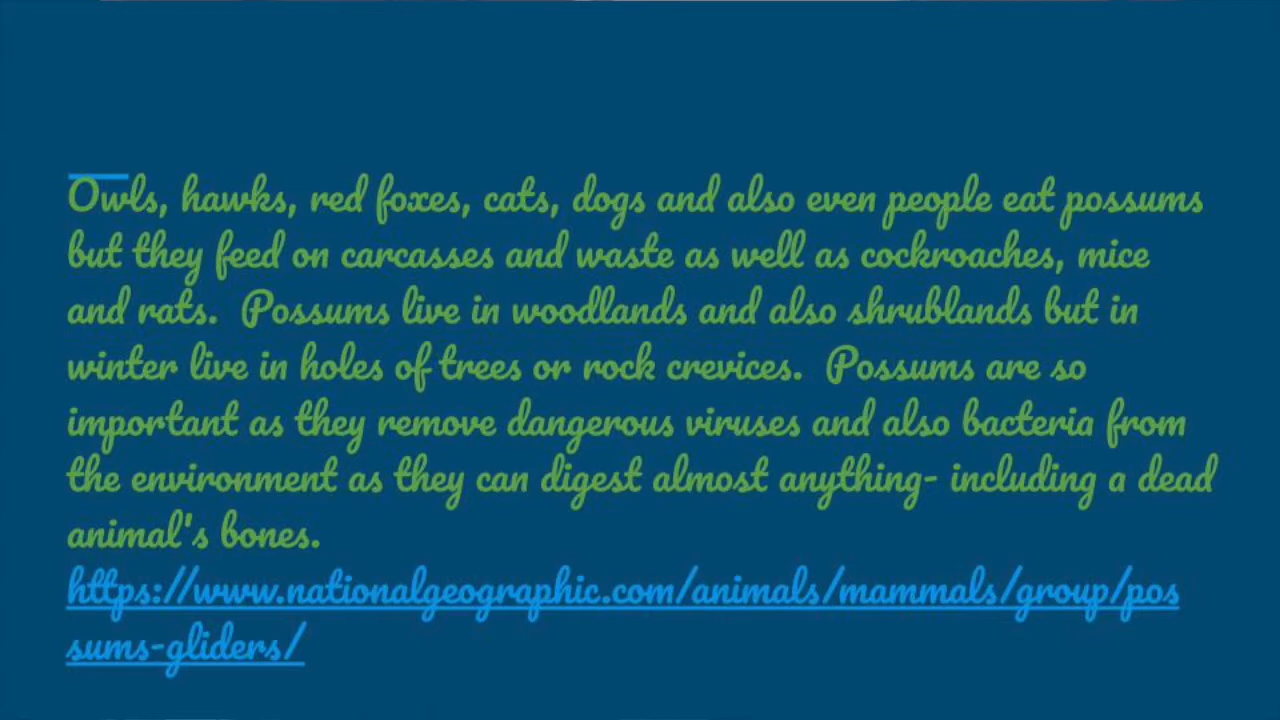 Owls, hawks, red foxes, cats, dogs and also even people eat possums
but they feed on carcasses and waste as well as cockroaches, mice
and rats.  Possums live in woodlands and also shrublands but in
winter live in holes of trees or rock crevices.  Possums are so
important as they remove dangerous viruses and also bacteria from
the environment as they can digest almost anything- including a dead
animal's bones.
https://www.nationalgeographic.com/animals/mammals/group/pos
sums-gliders/